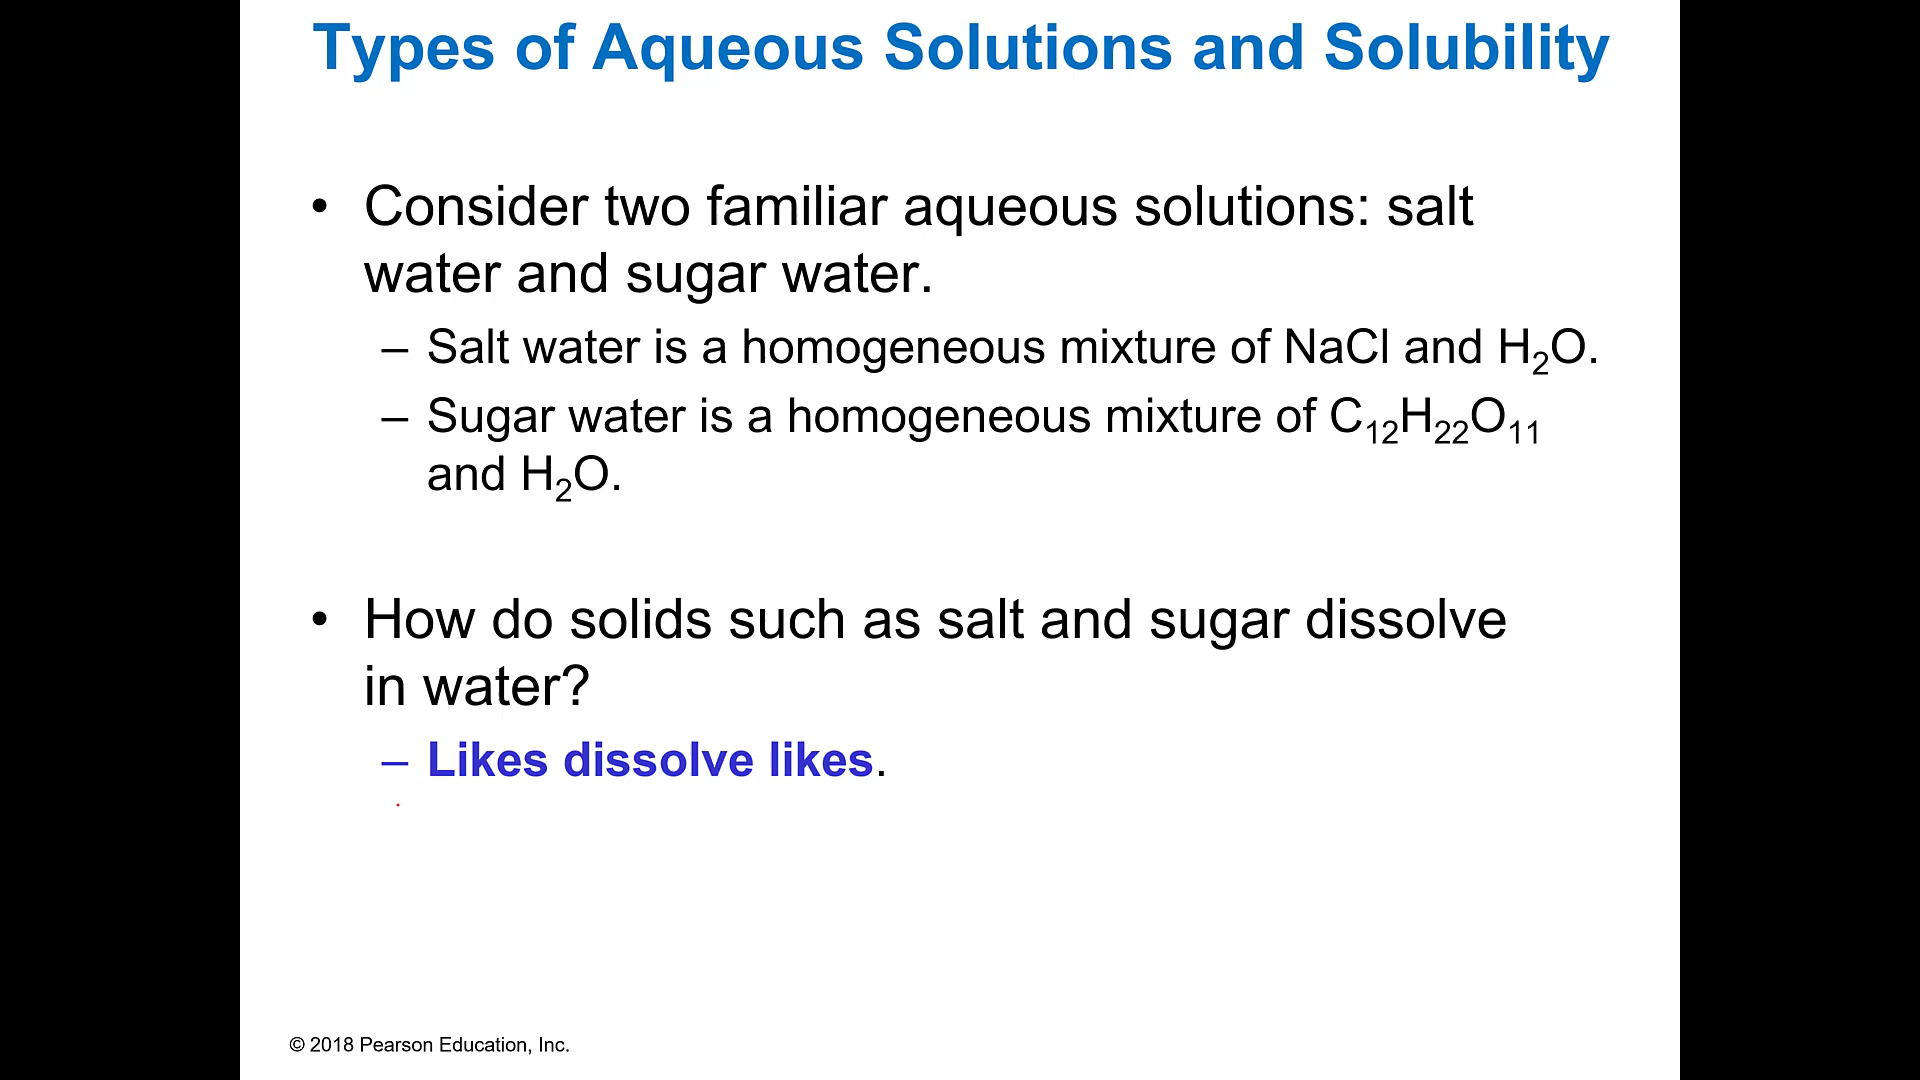 Types of Aqueous Solutions and Solubility
• Consider two familiar aqueous solutions: salt
water and sugar water.
– Salt water is a homogeneous mixture of NaCl and H₂O.
– Sugar water is a homogeneous mixture of C₁₂H₂₂O₁₁
and H₂O.
• How do solids such as salt and sugar dissolve
in water?
– Likes dissolve likes.
© 2018 Pearson Education, Inc.